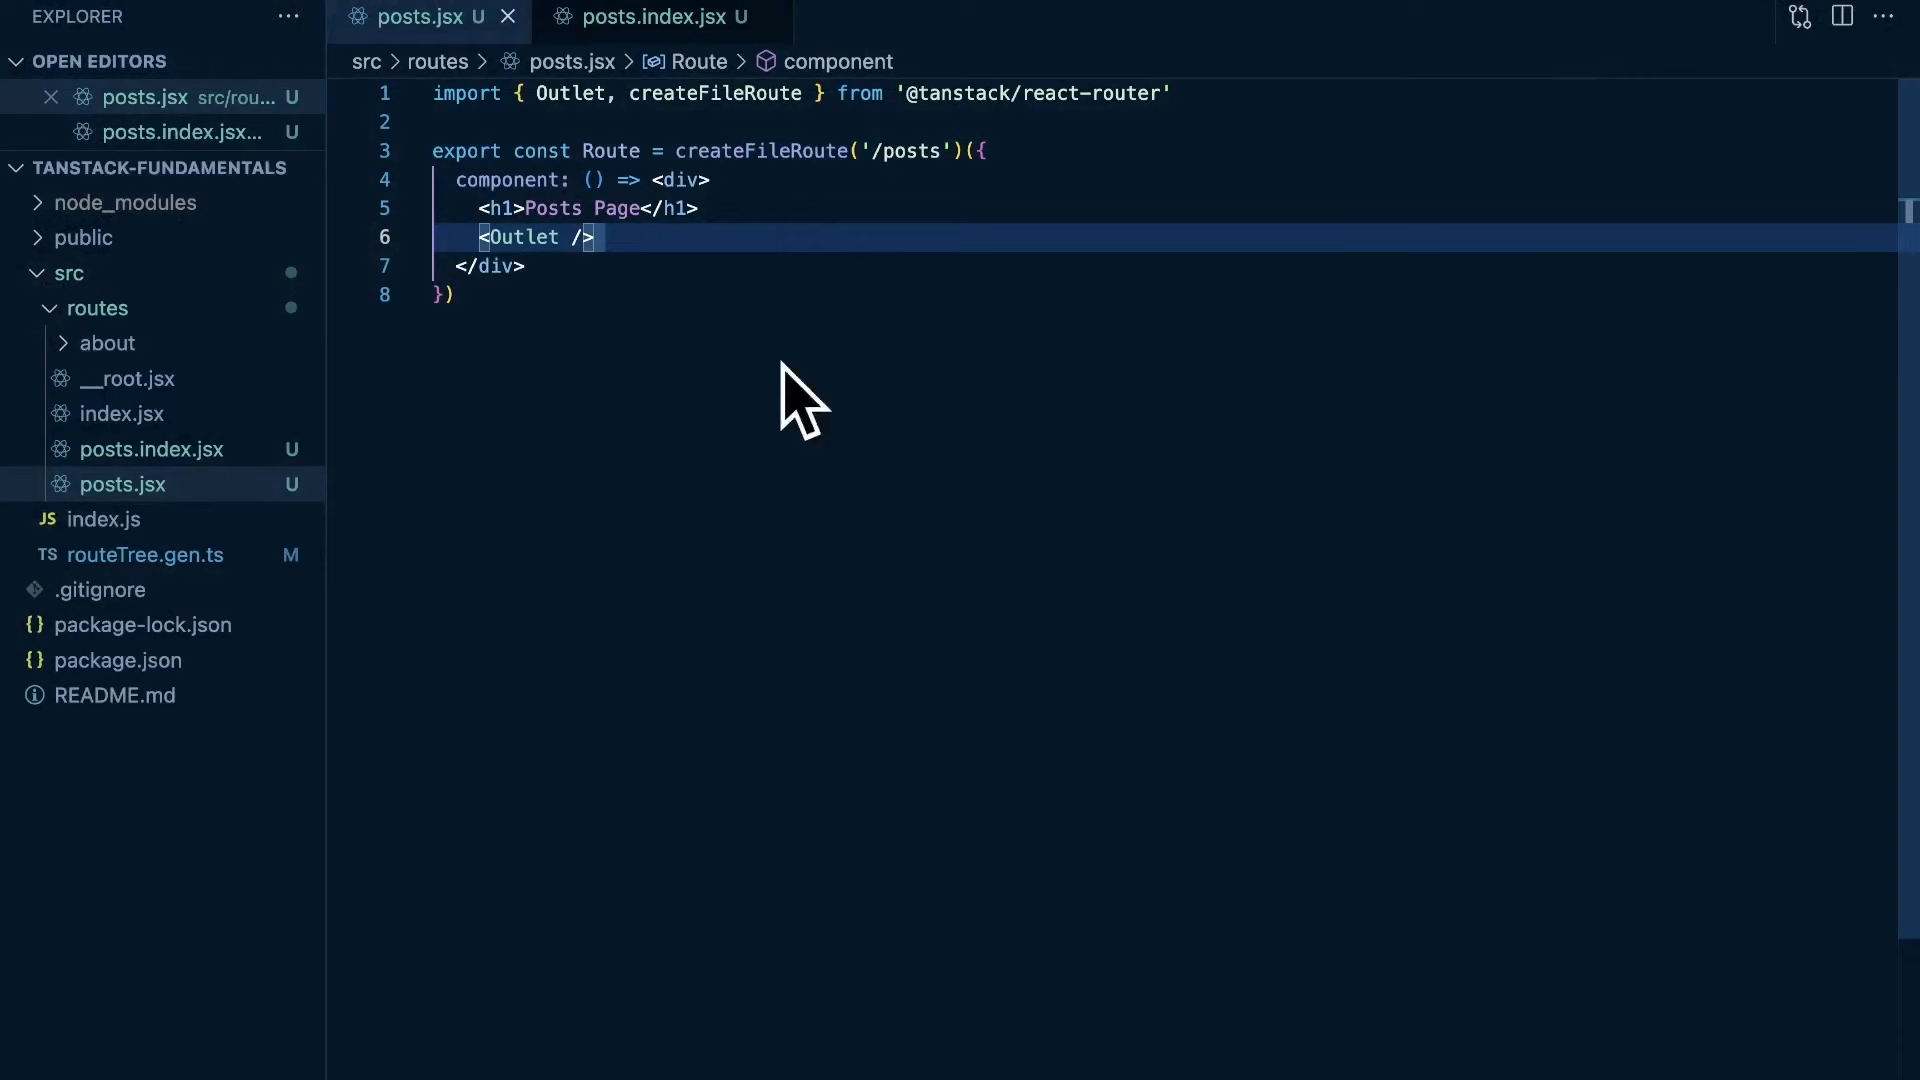 EXPLORER
OPEN EDITORS
posts.jsx src/rou... U
posts.index.jsx... U
TANSTACK-FUNDAMENTALS
node_modules
public
src
routes
about
__root.jsx
index.jsx
posts.index.jsx U
posts.jsx U
JS index.js
TS routeTree.gen.ts M
.gitignore
{} package-lock.json
{} package.json
README.md
posts.jsx U posts.index.jsx U
src > routes > posts.jsx > Route > component
1 import { Outlet, createFileRoute } from '@tanstack/react-router'
2
3 export const Route = createFileRoute('/posts')({
4 component: () => <div>
5 <h1>Posts Page</h1>
6 <Outlet />
7 </div>
8 })